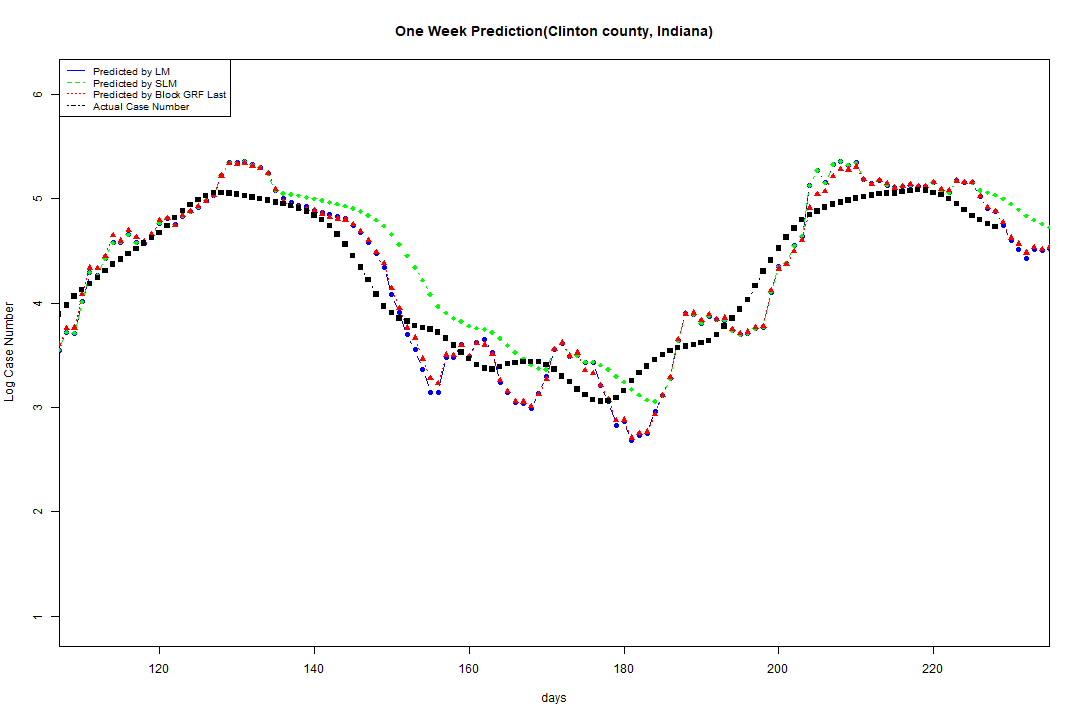 One Week Prediction(Clinton county, Indiana)
Predicted by LM
Predicted by SLM
Predicted by Block GRF Last
Actual Case Number
6
5
4
3
2
1
Log Case Number
120 140 160 180 200 220
days